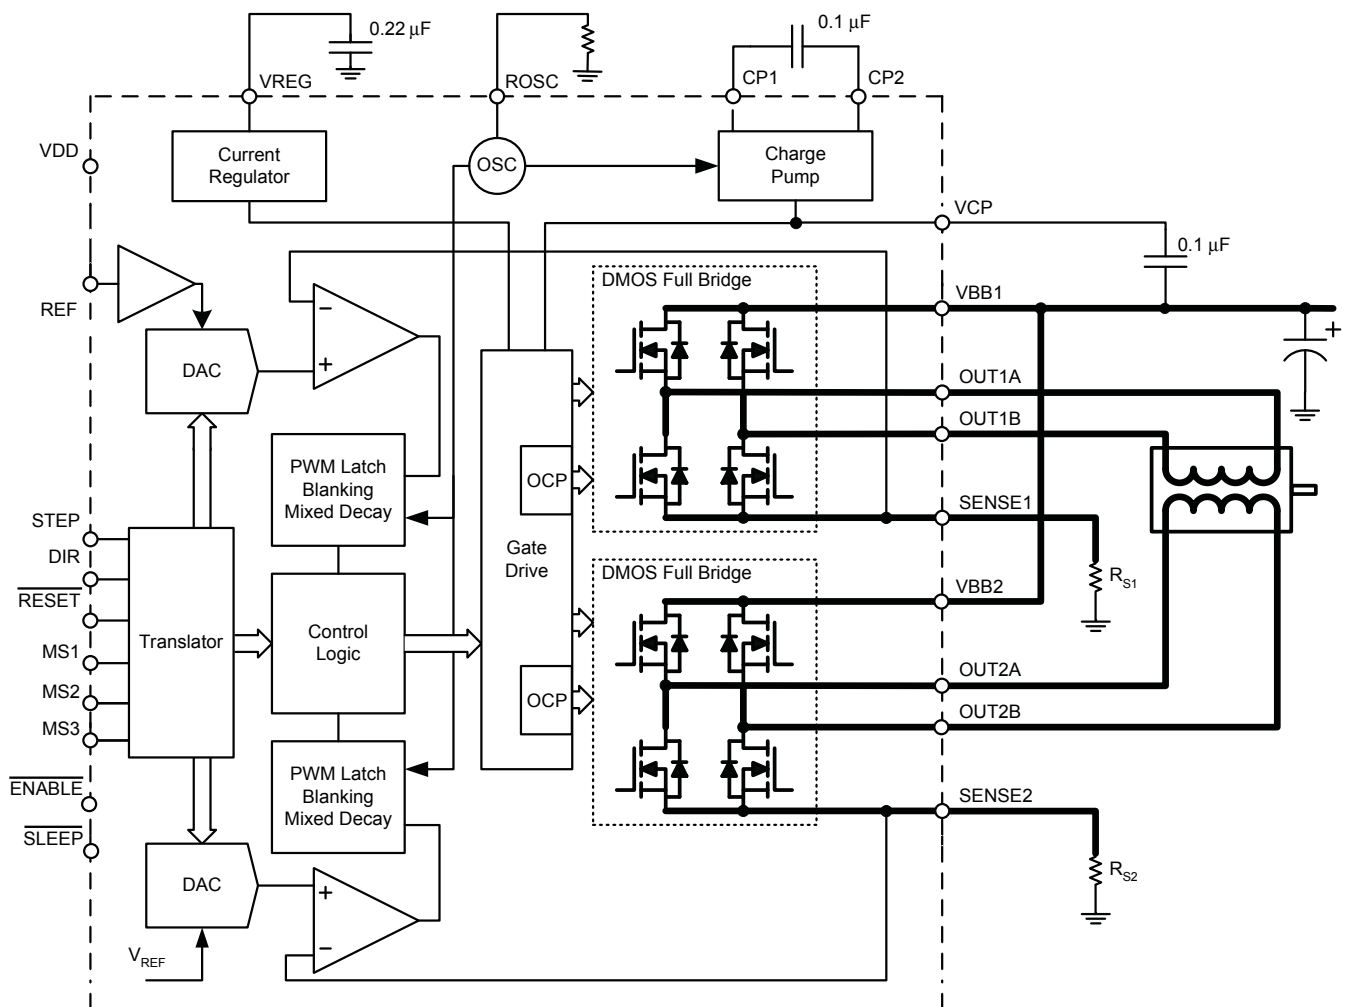 0.22 μF
0.1 μF
VREG
ROSC
CP1
CP2
VDD
Current
Regulator
OSC
Charge
Pump
VCP
0.1 μF
REF
DAC
−
+
DMOS Full Bridge
VBB1
+
OUT1A
OUT1B
PWM Latch
Blanking
Mixed Decay
OCP
SENSE1
STEP
DIR
RESET
MS1
MS2
MS3
ENABLE
SLEEP
Translator
Control
Logic
Gate
Drive
DMOS Full Bridge
RS1
VBB2
OUT2A
OCP
OUT2B
PWM Latch
Blanking
Mixed Decay
SENSE2
DAC
+
−
RS2
VREF